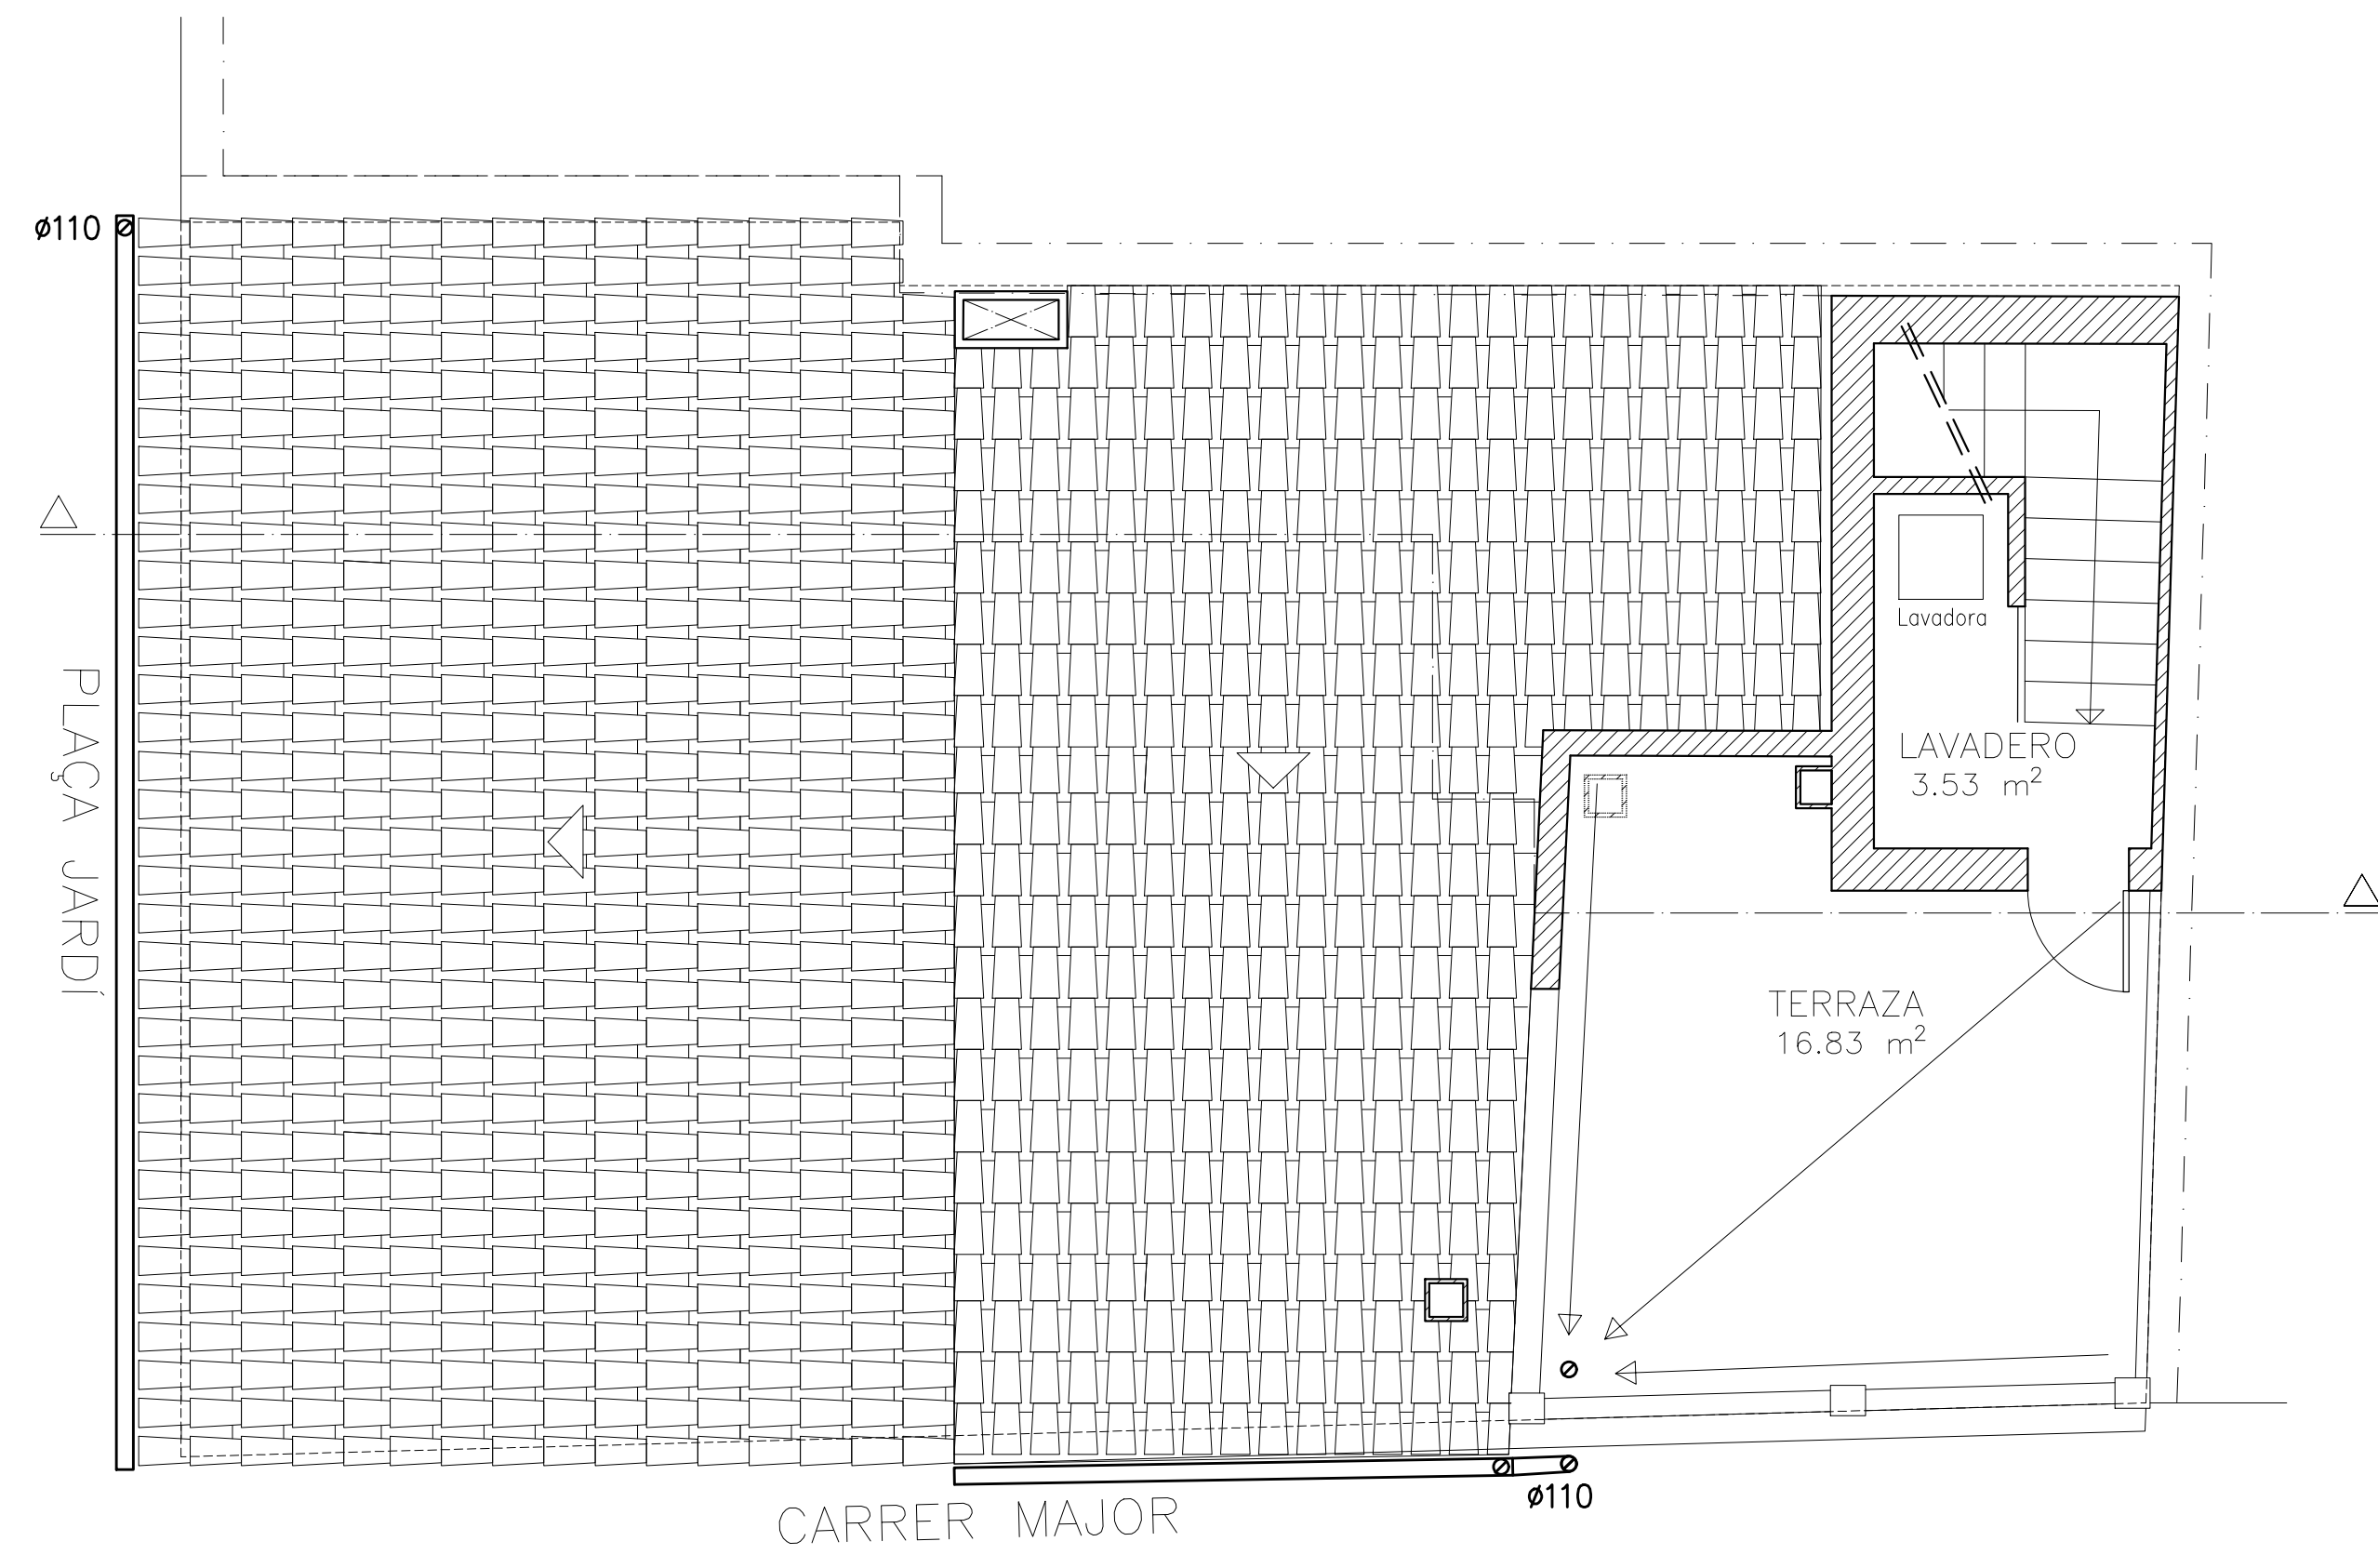 ø110
PLAÇA JARDÍ
Lavadora
LAVADERO
3.53 m²
TERRAZA
16.83 m²
ø110
CARRER MAJOR